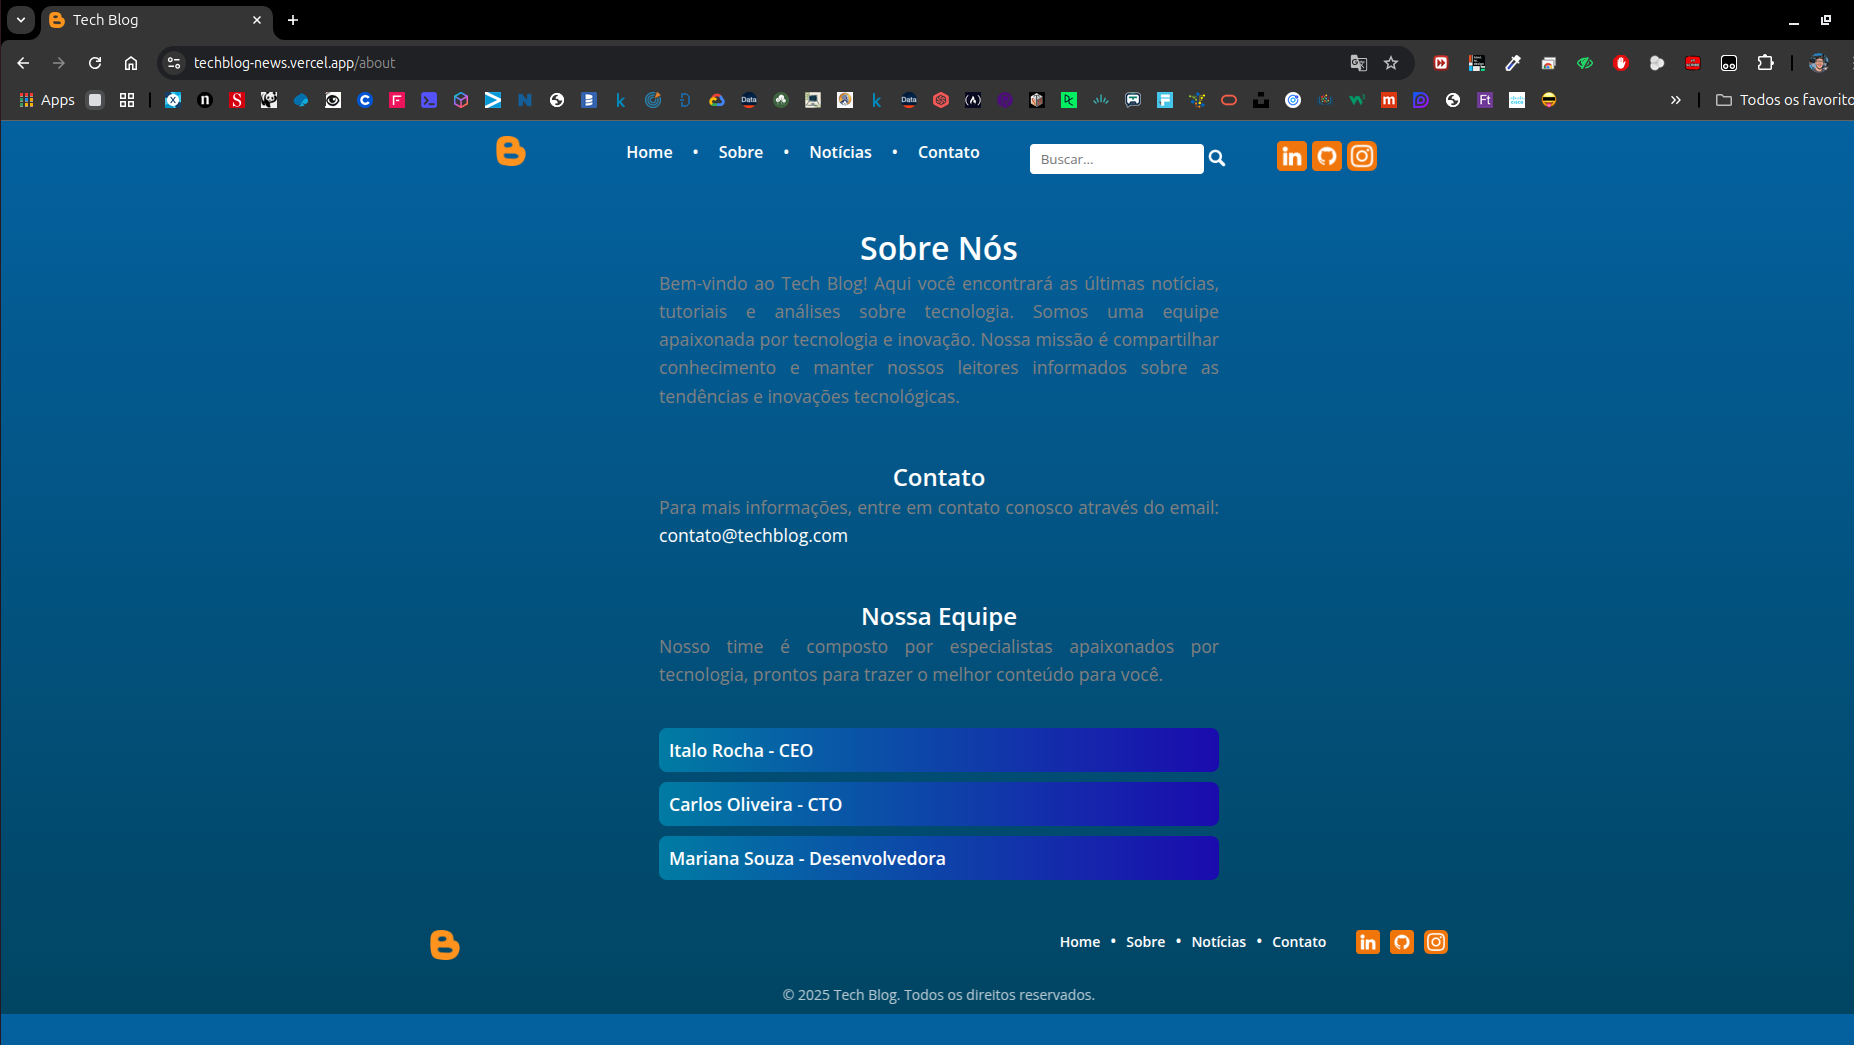 Tech Blog
techblog-news.vercel.app/about
Apps
Todos os favorito
Home • Sobre • Notícias • Contato
Buscar...
Sobre Nós
Bem-vindo ao Tech Blog! Aqui você encontrará as últimas notícias,
tutoriais e análises sobre tecnologia. Somos uma equipe
apaixonada por tecnologia e inovação. Nossa missão é compartilhar
conhecimento e manter nossos leitores informados sobre as
tendências e inovações tecnológicas.
Contato
Para mais informações, entre em contato conosco através do email:
contato@techblog.com
Nossa Equipe
Nosso time é composto por especialistas apaixonados por
tecnologia, prontos para trazer o melhor conteúdo para você.
Italo Rocha - CEO
Carlos Oliveira - CTO
Mariana Souza - Desenvolvedora
Home • Sobre • Notícias • Contato
© 2025 Tech Blog. Todos os direitos reservados.